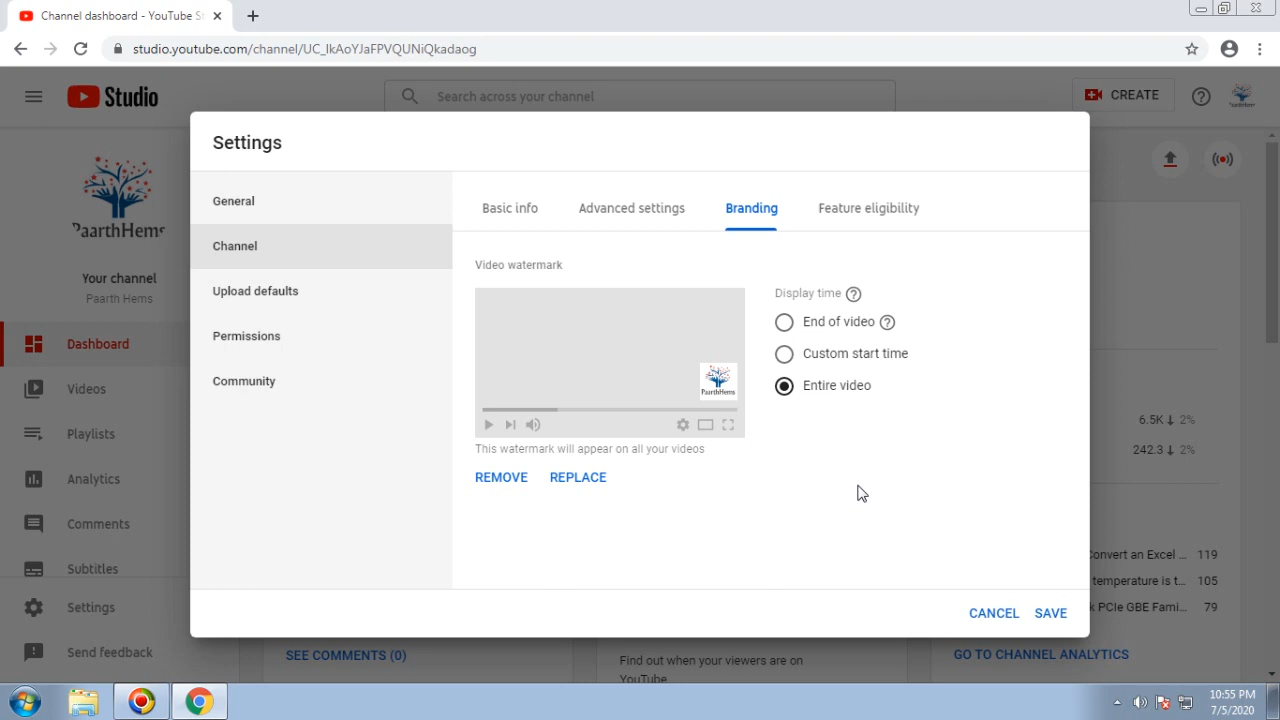 Channel dashboard - YouTube St
studio.youtube.com/channel/UC_IkAoYJaFPVQUNiQkadaog
Studio
Search across your channel
CREATE
PaarthHems
Your channel
Paarth Hems
Dashboard
Videos
Playlists
Analytics
Comments
Subtitles
Settings
Send feedback
Settings
General
Channel
Upload defaults
Permissions
Community
Basic info
Advanced settings
Branding
Feature eligibility
Video watermark
PaarthHems
This watermark will appear on all your videos
REMOVE
REPLACE
Display time
End of video
Custom start time
Entire video
CANCEL
SAVE
6.5K 2%
242.3 2%
Convert an Excel ... 119
temperature is t... 105
k PCIe GBE Fami... 79
SEE COMMENTS (0)
Find out when your viewers are on
YouTube
GO TO CHANNEL ANALYTICS
10:55 PM
7/5/2020